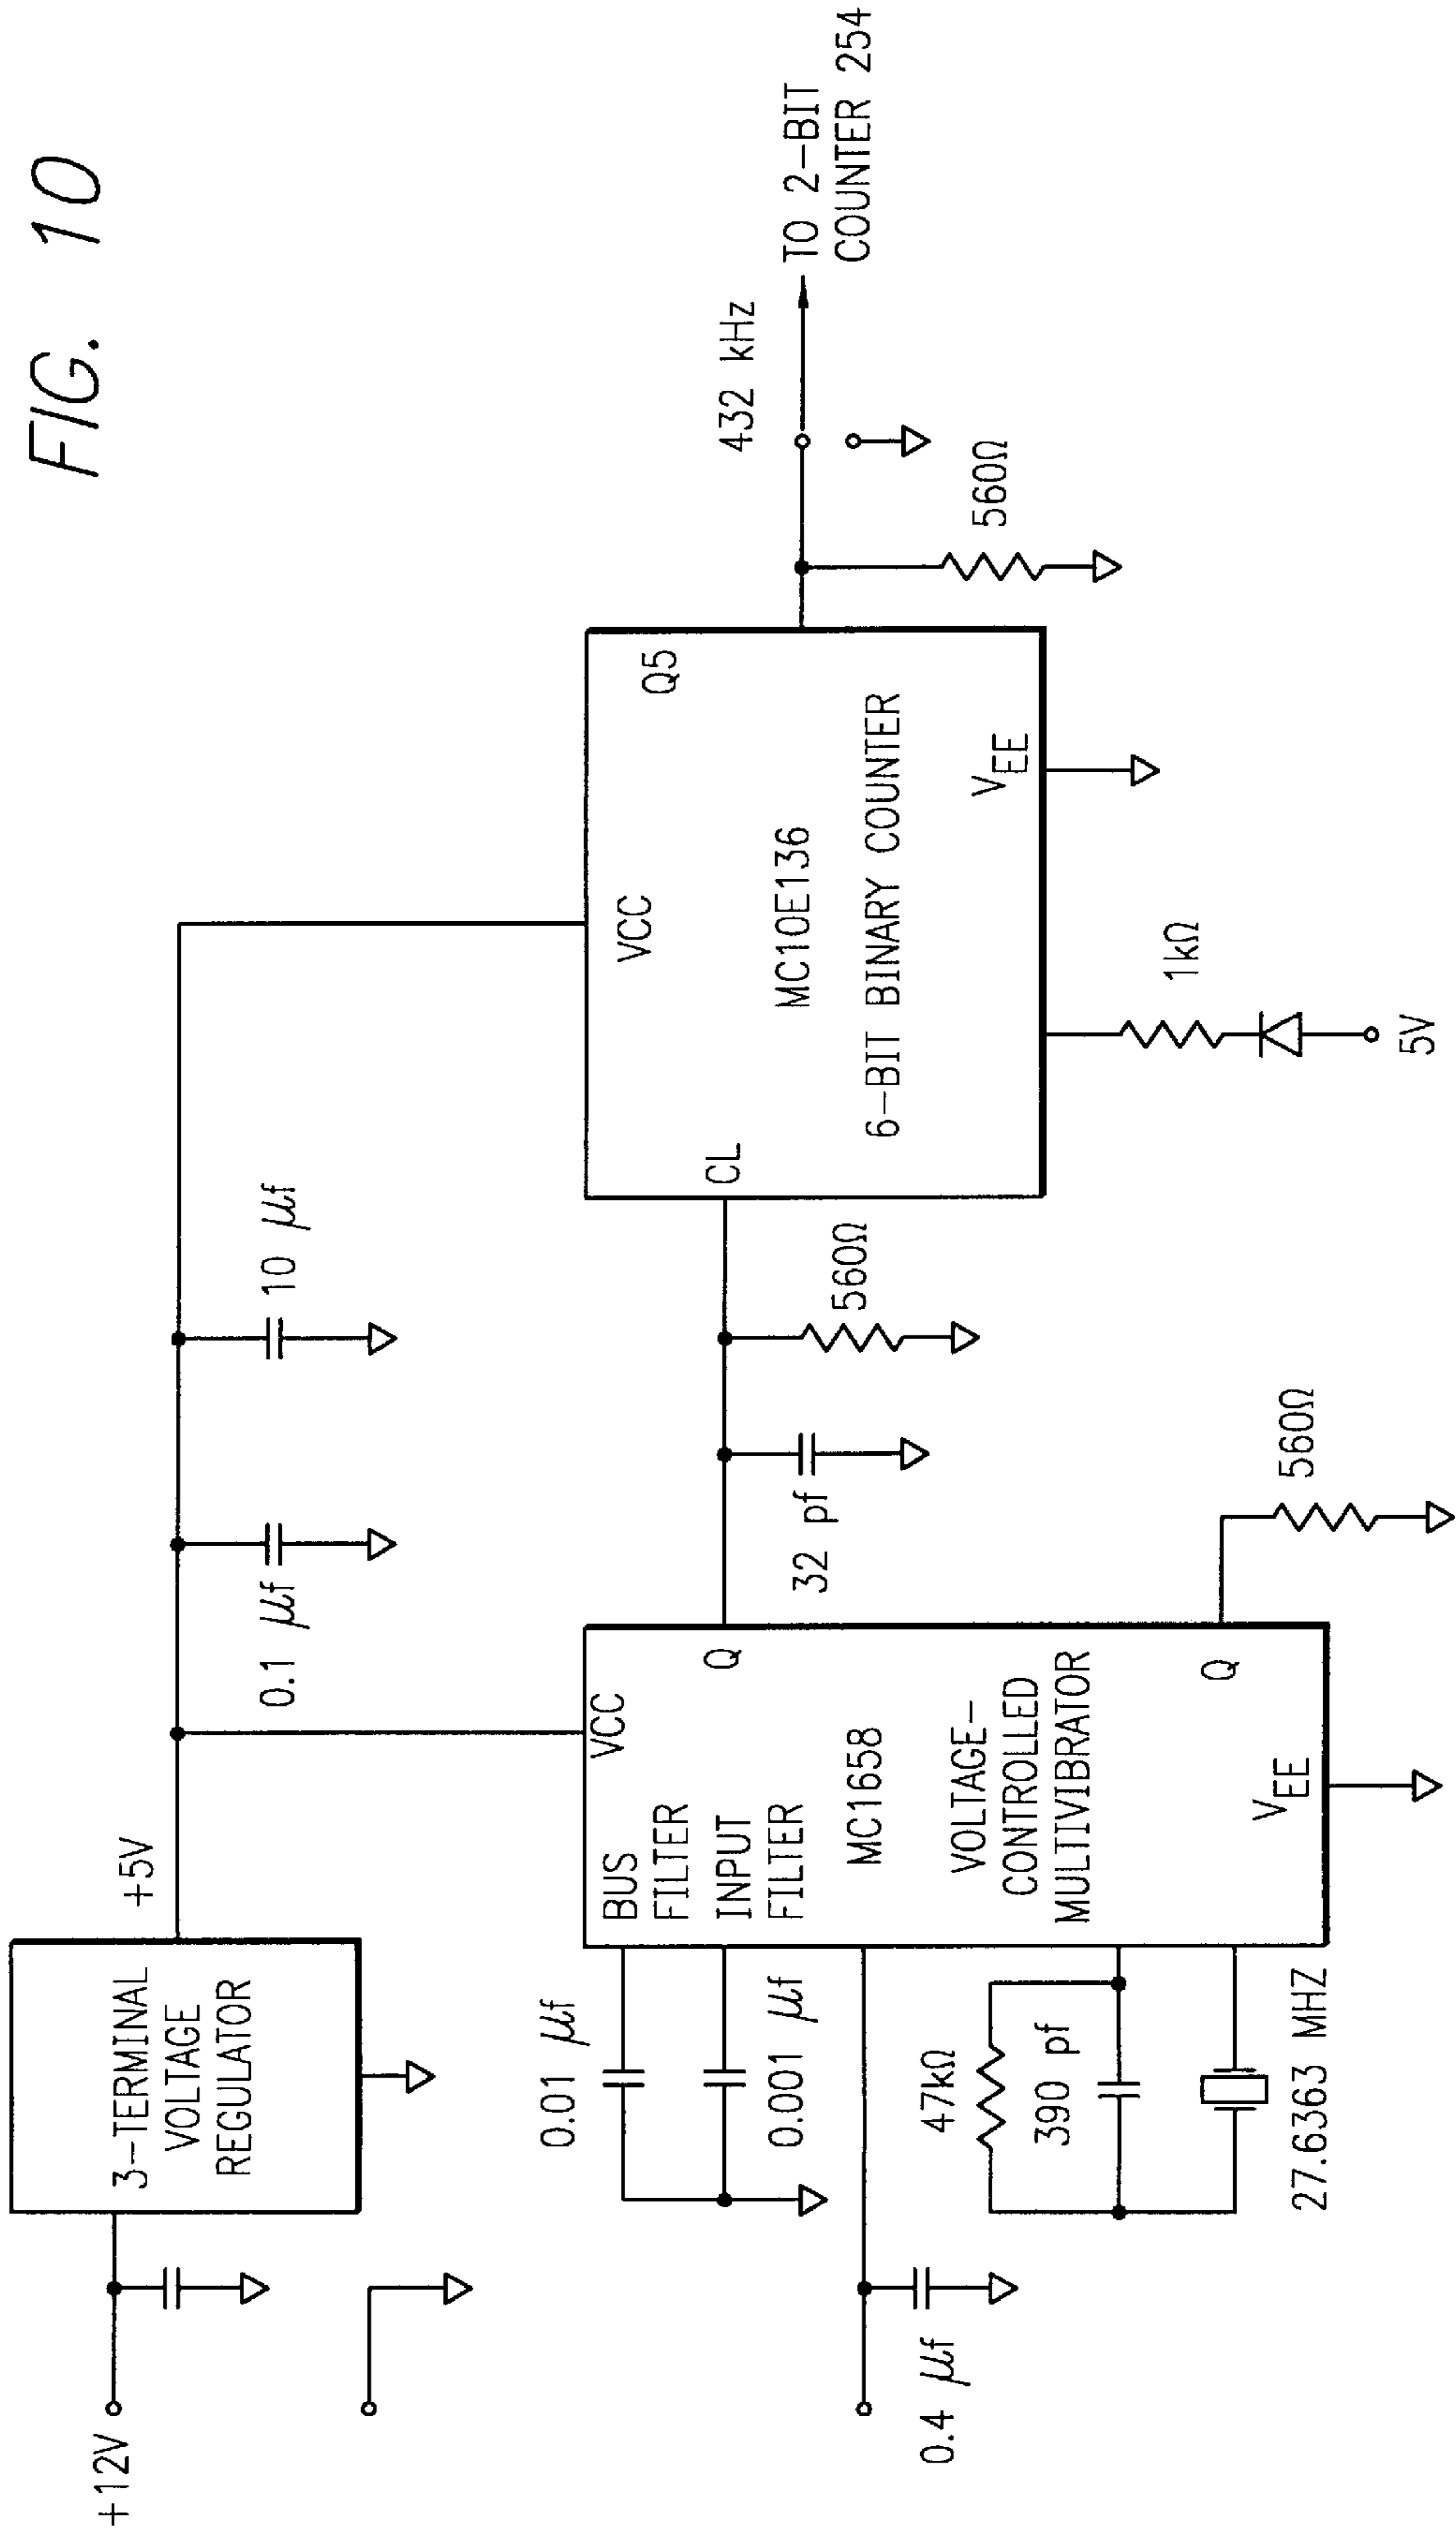 FIG. 10
+12V
3-TERMINAL
VOLTAGE
REGULATOR
+5V
0.1 μf
10 μf
0.01 μf
0.001 μf
0.4 μf
47kΩ
390 pf
27.6363 MHZ
BUS
FILTER
INPUT
FILTER
VCC
Q
MC1658
VOLTAGE-
CONTROLLED
MULTIVIBRATOR
Q
VEE
32 pf
560Ω
560Ω
CL
VCC
Q5
MC10E136
6-BIT BINARY COUNTER
VEE
1kΩ
5V
560Ω
432 kHz
TO 2-BIT
COUNTER 254